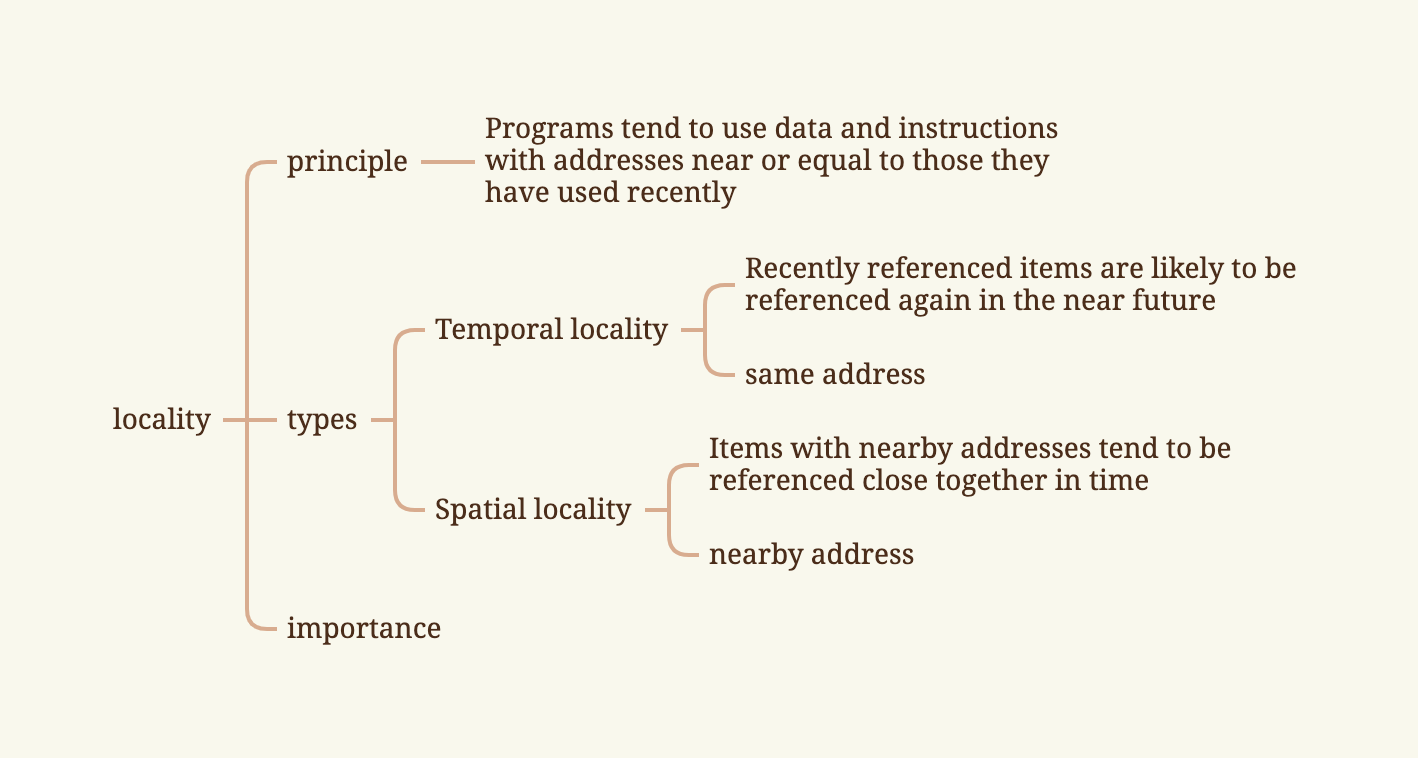 principle
Programs tend to use data and instructions
with addresses near or equal to those they
have used recently
locality
types
Temporal locality
Recently referenced items are likely to be
referenced again in the near future
same address
Spatial locality
Items with nearby addresses tend to be
referenced close together in time
nearby address
importance